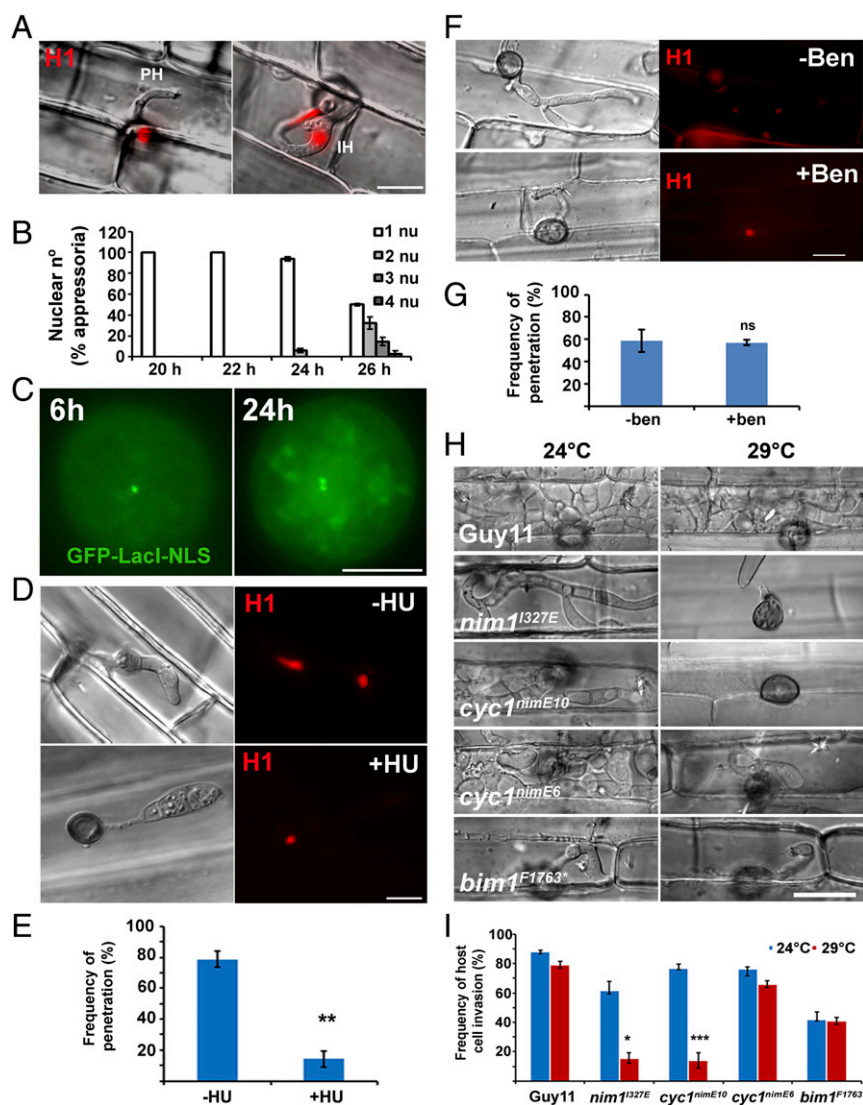 A
H1
PH
IH
B
Nuclear nº
(% appressoria)
120
100
80
60
40
20
0
20 h
22 h
24 h
26 h
1 nu
2 nu
3 nu
4 nu
C
6h
24h
GFP-LacI-NLS
D
H1
-HU
H1
+HU
E
Frequency of
penetration (%)
100
80
60
40
20
**
-HU
+HU
F
H1
-Ben
H1
+Ben
G
Frequency of
penetration (%)
100
80
60
40
20
0
ns
-ben
+ben
H
24°C
29°C
Guy11
nim1I327E
cyc1nimE10
cyc1nimE6
bim1F1763*
I
Frequency of host
cell invasion (%)
100
80
60
40
20
24°C
29°C
*
***
Guy11
nim1I327E
cyc1nimE10
cyc1nimE6
bim1F1763